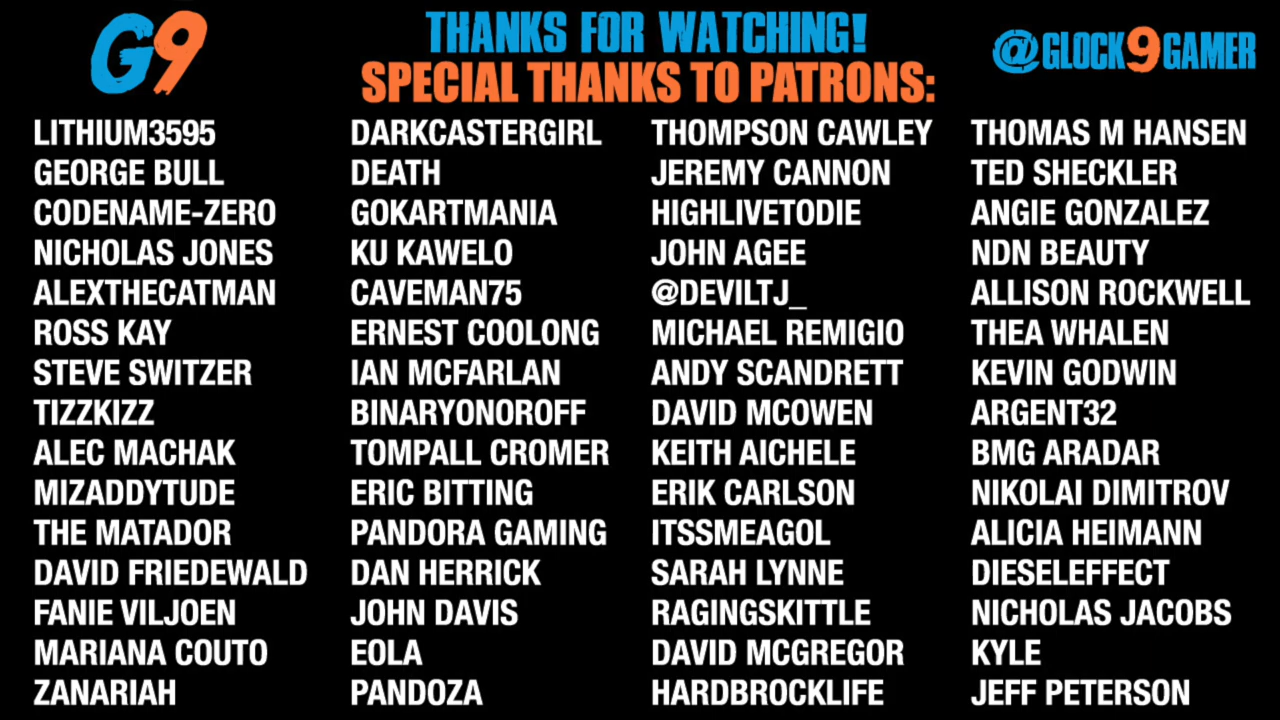 G9
THANKS FOR WATCHING!
SPECIAL THANKS TO PATRONS:
@GLOCK9GAMER
LITHIUM3595
GEORGE BULL
CODENAME-ZERO
NICHOLAS JONES
ALEXTHECATMAN
ROSS KAY
STEVE SWITZER
TIZZKIZZ
ALEC MACHAK
MIZADDYTUDE
THE MATADOR
DAVID FRIEDEWALD
FANIE VILJOEN
MARIANA COUTO
ZANARIAH
DARKCASTERGIRL
DEATH
GOKARTMANIA
KU KAWELO
CAVEMAN75
ERNEST COOLONG
IAN MCFARLAN
BINARYONOROFF
TOMPALL CROMER
ERIC BITTING
PANDORA GAMING
DAN HERRICK
JOHN DAVIS
EOLA
PANDOZA
THOMPSON CAWLEY
JEREMY CANNON
HIGHLIVETODIE
JOHN AGEE
@DEVILTJ_
MICHAEL REMIGIO
ANDY SCANDRETT
DAVID MCOWEN
KEITH AICHELE
ERIK CARLSON
ITSSMEAGOL
SARAH LYNNE
RAGINGSKITTLE
DAVID MCGREGOR
HARDBROCKLIFE
THOMAS M HANSEN
TED SHECKLER
ANGIE GONZALEZ
NDN BEAUTY
ALLISON ROCKWELL
THEA WHALEN
KEVIN GODWIN
ARGENT32
BMG ARADAR
NIKOLAI DIMITROV
ALICIA HEIMANN
DIESELEFFECT
NICHOLAS JACOBS
KYLE
JEFF PETERSON